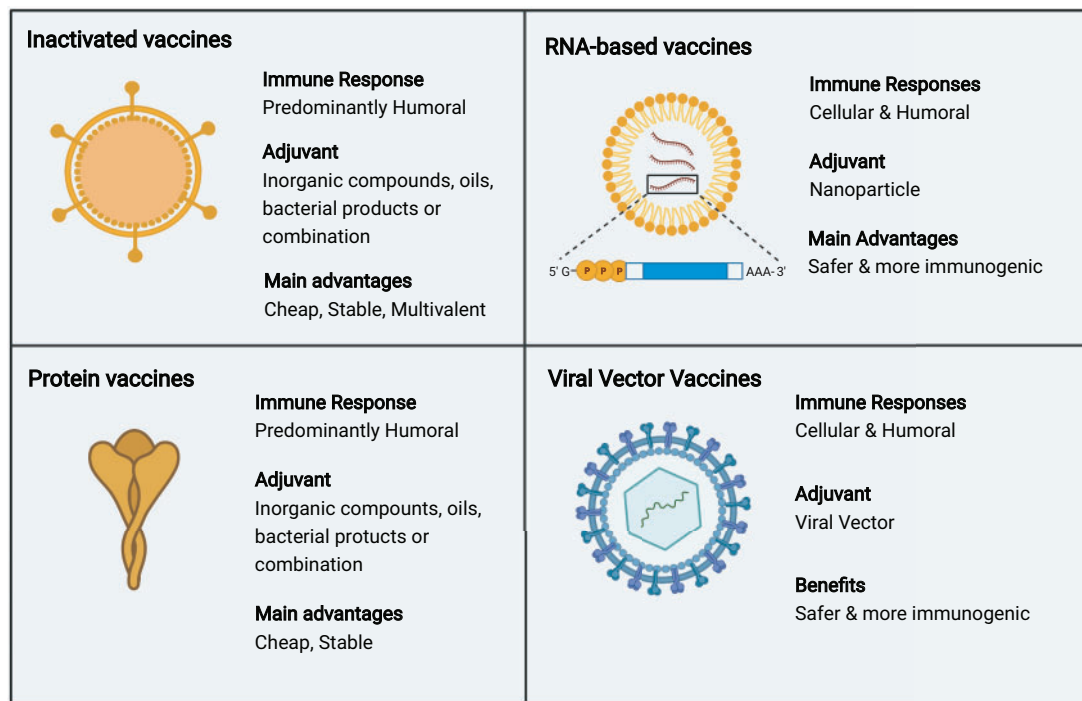 Inactivated vaccines
Immune Response
Predominantly Humoral
Adjuvant
Inorganic compounds, oils,
bacterial products or
combination
Main advantages
Cheap, Stable, Multivalent
RNA-based vaccines
Immune Responses
Cellular & Humoral
Adjuvant
Nanoparticle
Main Advantages
Safer & more immunogenic
5' G P P P AAA- 3'
Protein vaccines
Immune Response
Predominantly Humoral
Adjuvant
Inorganic compounts, oils,
bacterial protucts or
combination
Main advantages
Cheap, Stable
Viral Vector Vaccines
Immune Responses
Cellular & Humoral
Adjuvant
Viral Vector
Benefits
Safer & more immunogenic